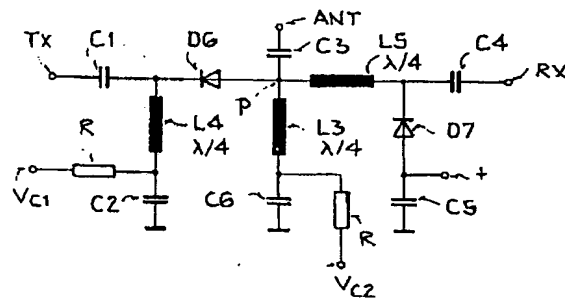 ANT
Tx
C1
D6
C3
L5
λ/4
C4
RX
P
R
L4
λ/4
L3
λ/4
D7
+
VC1
C2
C6
R
C5
VC2